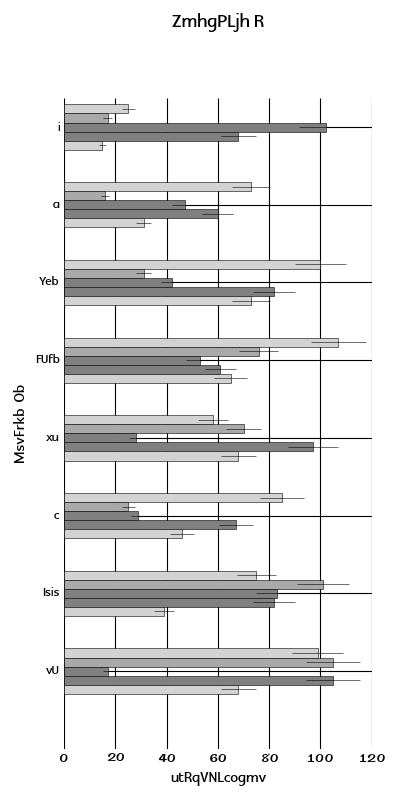 ZmhgPLjh R
i
a
Yeb
FUfb
xu
c
Isis
vU
MsvFrkb Ob
0 20 40 60 80 100 120
utRqVNLcogmv